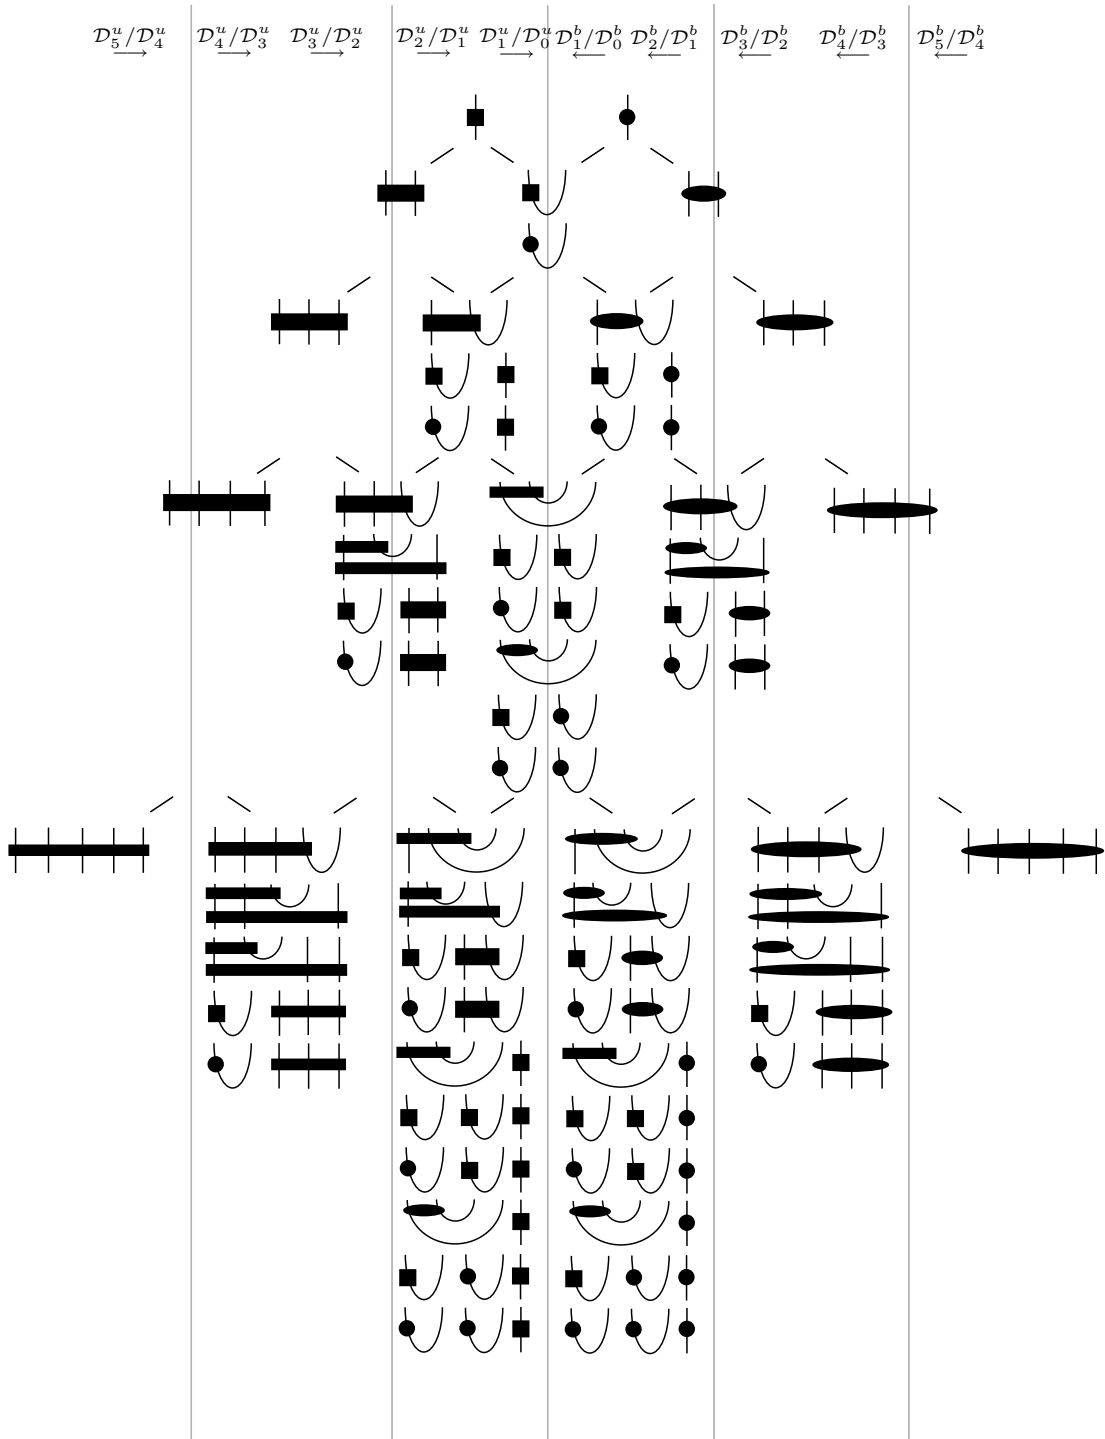 𝒟₅ᵘ/𝒟₄ᵘ → 𝒟₄ᵘ/𝒟₃ᵘ → 𝒟₃ᵘ/𝒟₂ᵘ → 𝒟₂ᵘ/𝒟₁ᵘ → 𝒟₁ᵘ/𝒟₀ᵘ → 𝒟₁ᵇ/𝒟₀ᵇ ← 𝒟₂ᵇ/𝒟₁ᵇ ← 𝒟₃ᵇ/𝒟₂ᵇ ← 𝒟₄ᵇ/𝒟₃ᵇ ← 𝒟₅ᵇ/𝒟₄ᵇ ←